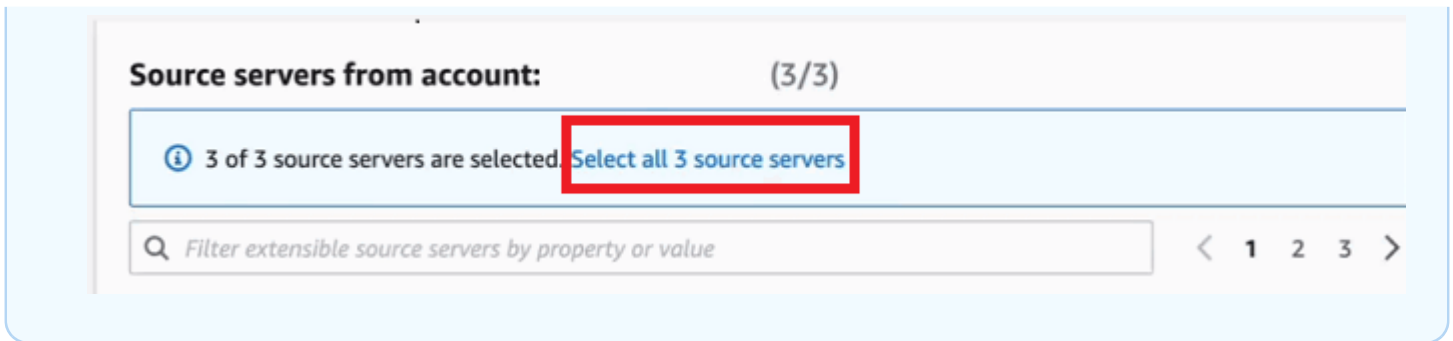 Source servers from account: (3/3)
3 of 3 source servers are selected. Select all 3 source servers
Filter extensible source servers by property or value
1 2 3